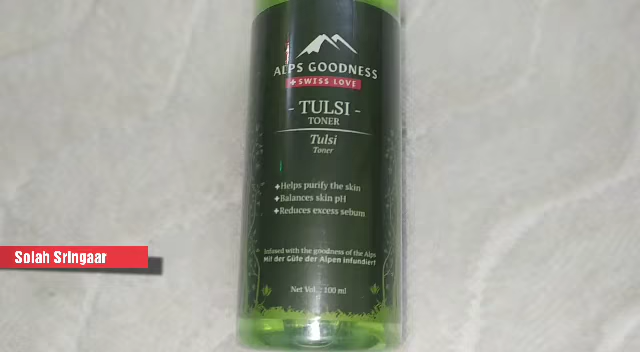 ALPS GOODNESS
+ SWISS LOVE
- TULSI -
TONER
Tulsi
Toner
+Helps purify the skin
+Balances skin pH
+Reduces excess sebum
Infused with the goodness of the Alps
Mit der Güte der Alpen infundiert
Net Vol.: 100 ml
Solah Sringaar